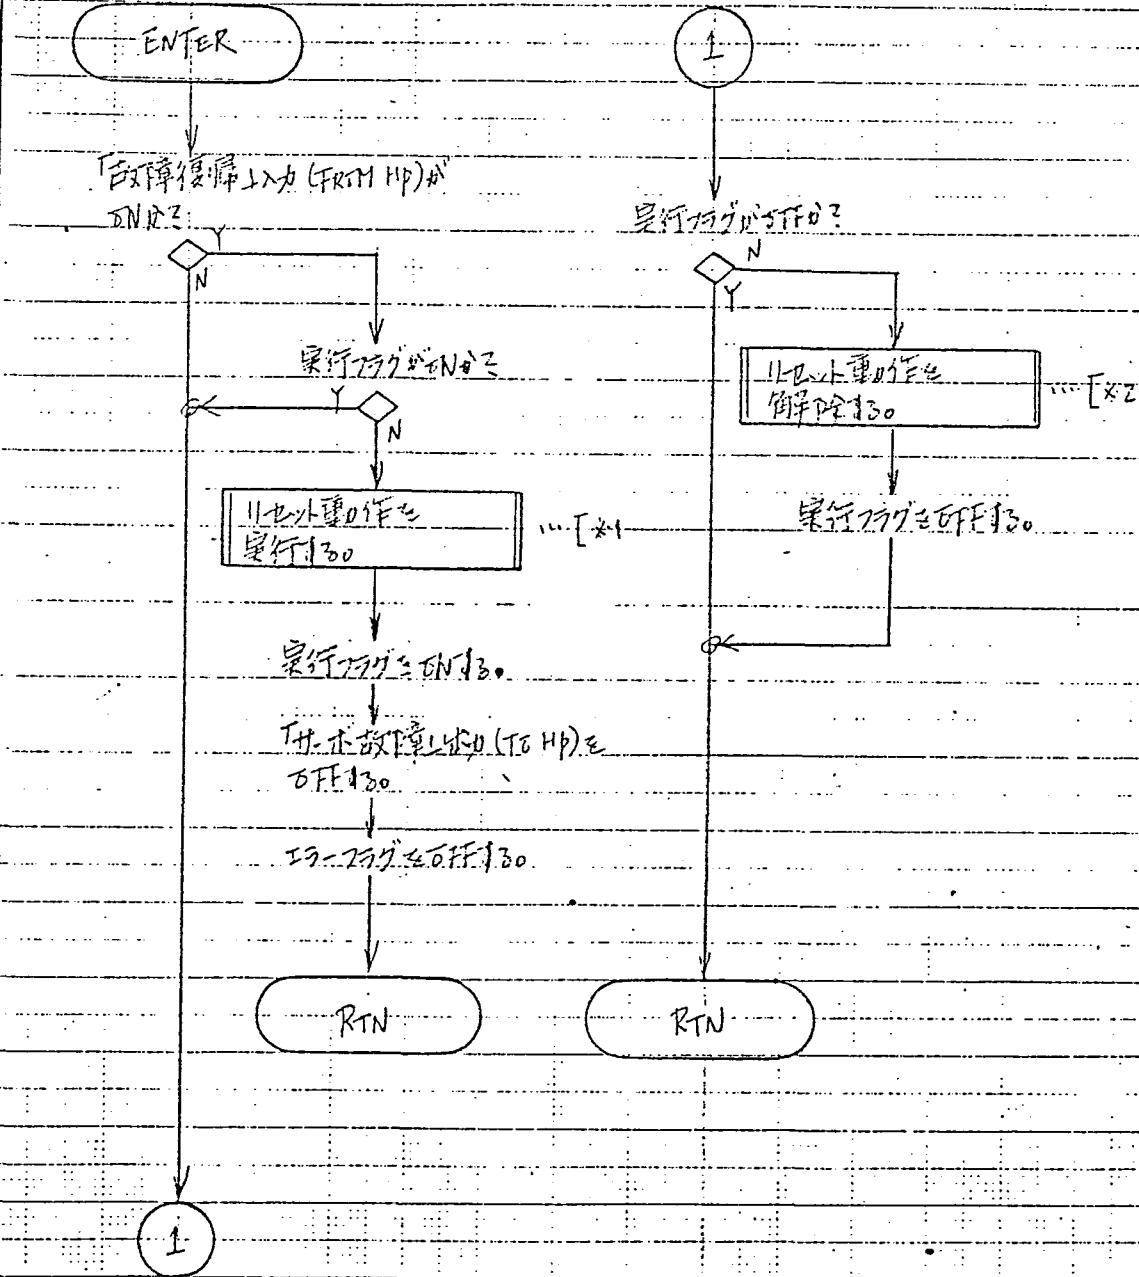 ENTER
「故障復帰」入力 (FRTM HP)が
ONか?
Y
N
実行フラグがONか?
Y
N
リセット動作を
実行する。
…[※1
実行フラグをONする。
「サーボ故障」出力 (TC HP)を
OFFする。
エラーフラグをOFFする。
RTN
1
1
実行フラグがOFFか?
N
Y
リセット動作を
解除する。
…[※2
実行フラグをOFFする。
RTN